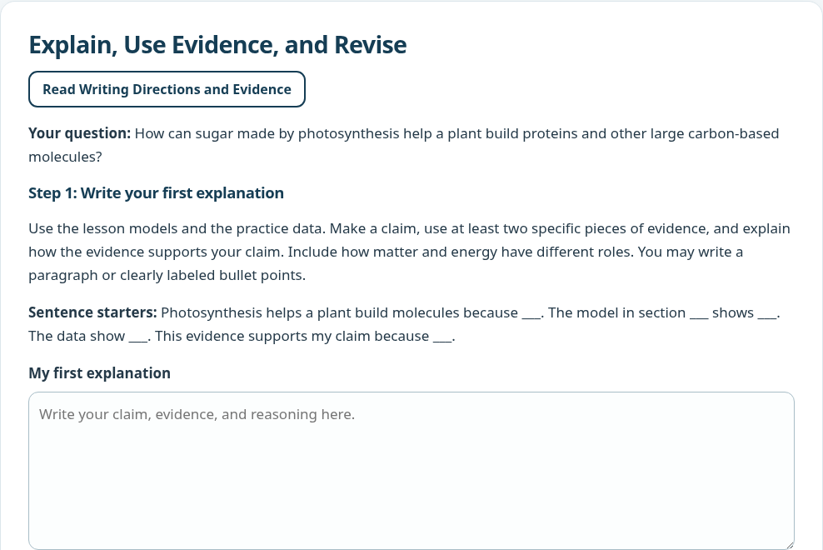 Explain, Use Evidence, and Revise
Read Writing Directions and Evidence
Your question: How can sugar made by photosynthesis help a plant build proteins and other large carbon-based
molecules?
Step 1: Write your first explanation
Use the lesson models and the practice data. Make a claim, use at least two specific pieces of evidence, and explain
how the evidence supports your claim. Include how matter and energy have different roles. You may write a
paragraph or clearly labeled bullet points.
Sentence starters: Photosynthesis helps a plant build molecules because ___. The model in section ___ shows ___.
The data show ___. This evidence supports my claim because ___.
My first explanation
Write your claim, evidence, and reasoning here.